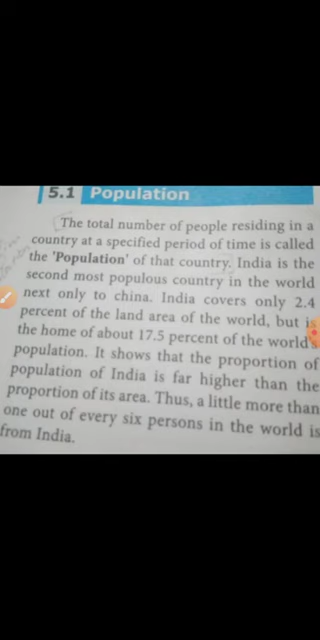 5.1 Population
The total number of people residing in a
country at a specified period of time is called
the 'Population' of that country. India is the
second most populous country in the world
next only to china. India covers only 2.4
percent of the land area of the world, but is
the home of about 17.5 percent of the world
population. It shows that the proportion of
population of India is far higher than the
proportion of its area. Thus, a little more than
one out of every six persons in the world is
from India.